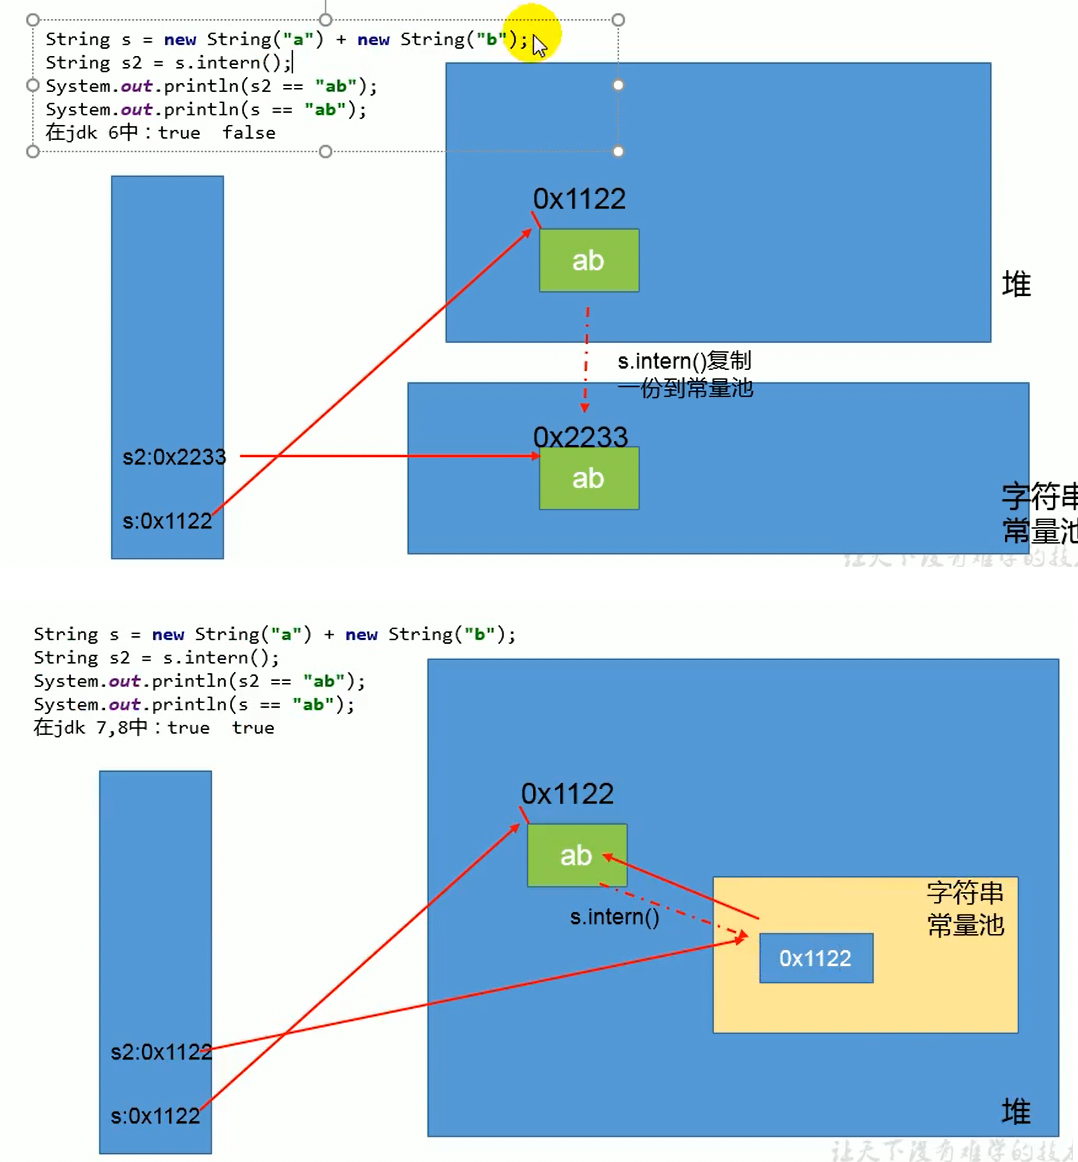 String s = new String("a") + new String("b");
String s2 = s.intern();
System.out.println(s2 == "ab");
System.out.println(s == "ab");
在jdk 6中：true  false
0x1122
ab
堆
s.intern()复制
一份到常量池
0x2233
ab
s2:0x2233
s:0x1122
字符串
常量池
让天下没有难学的技
String s = new String("a") + new String("b");
String s2 = s.intern();
System.out.println(s2 == "ab");
System.out.println(s == "ab");
在jdk 7,8中：true  true
0x1122
ab
字符串
常量池
s.intern()
0x1122
s2:0x1122
s:0x1122
堆
让天下没有难学的技